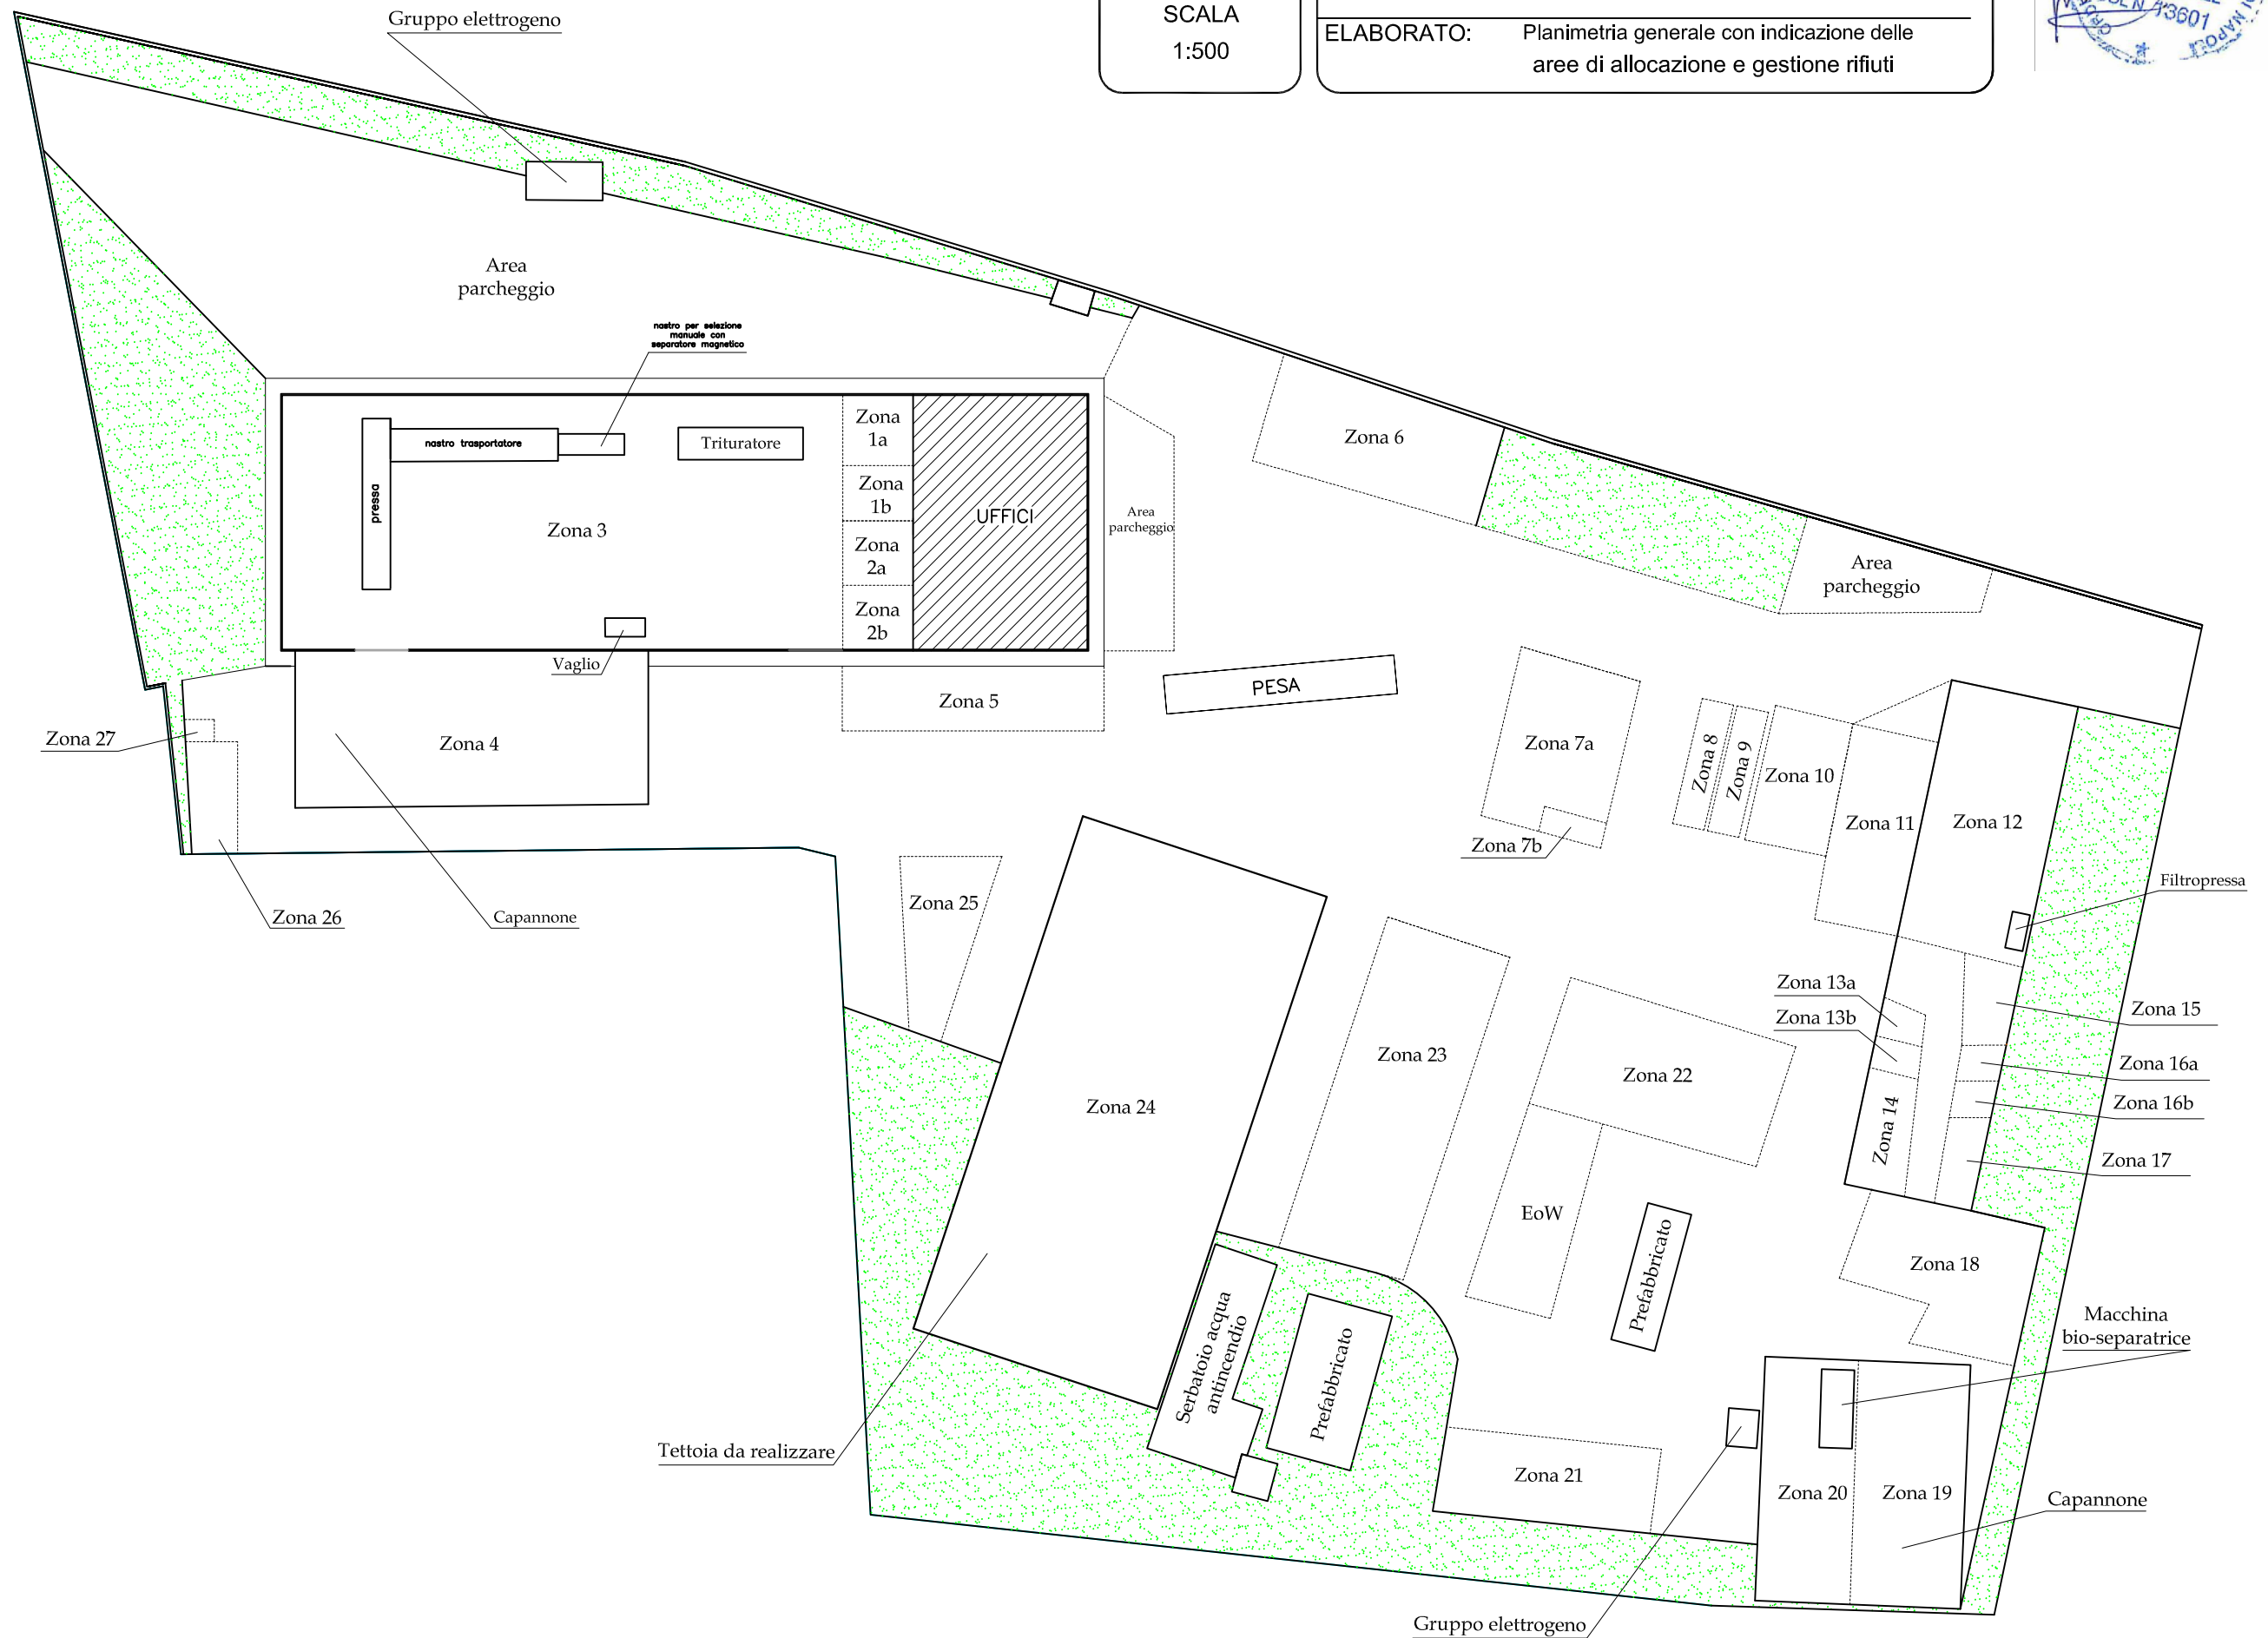 Gruppo elettrogeno
SCALA
1:500
ELABORATO: Planimetria generale con indicazione delle
aree di allocazione e gestione rifiuti
13601
NAPOLI
Area
parcheggio
nastro per selezione
manuale con
separatore magnetico
nastro trasportatore
Trituratore
pressa
Zona 3
Vaglio
Zona
1a
Zona
1b
Zona
2a
Zona
2b
UFFICI
Area
parcheggio
Zona 6
Area
parcheggio
Zona 5
PESA
Zona 4
Zona 27
Zona 26
Capannone
Zona 7a
Zona 7b
Zona 8
Zona 9
Zona 10
Zona 11
Zona 12
Filtropressa
Zona 25
Zona 24
Zona 23
Zona 22
Zona 13a
Zona 13b
Zona 14
Zona 15
Zona 16a
Zona 16b
Zona 17
EoW
Prefabbricato
Zona 18
Macchina
bio-separatrice
Serbatoio acqua
antincendio
Prefabbricato
Tettoia da realizzare
Zona 21
Zona 20
Zona 19
Capannone
Gruppo elettrogeno